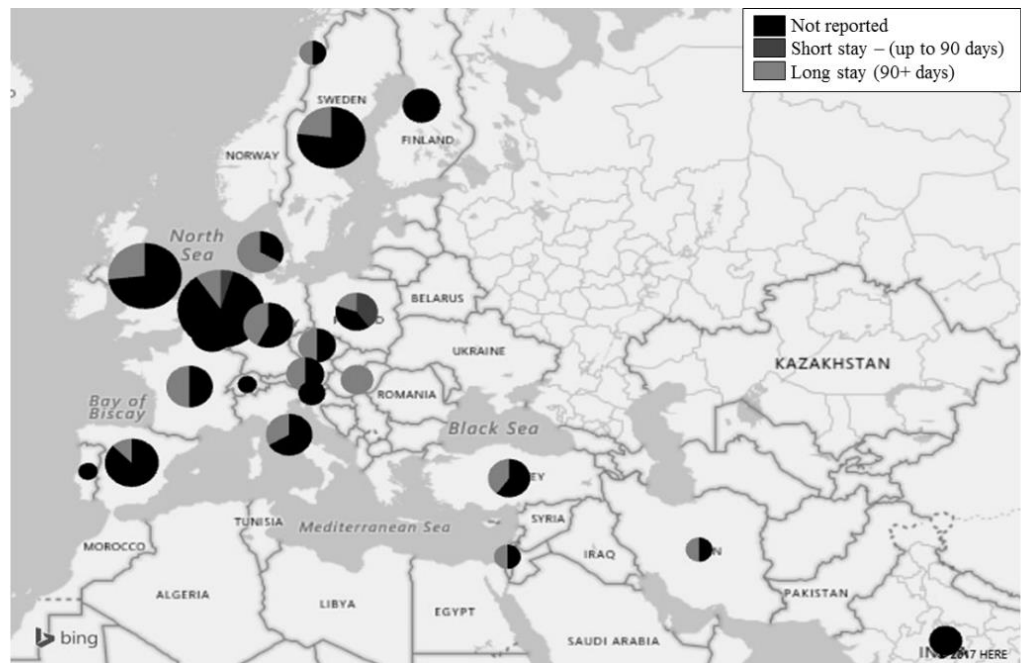 Not reported
Short stay – (up to 90 days)
Long stay (90+ days)
SWEDEN
FINLAND
NORWAY
North
Sea
BELARUS
UKRAINE
KAZAKHSTAN
ROMANIA
Bay of
Biscay
Black Sea
TUNISIA
Mediterranean Sea
SYRIA
MOROCCO
IRAQ
PAKISTAN
ALGERIA
LIBYA
EGYPT
SAUDI ARABIA
bing
2017 HERE